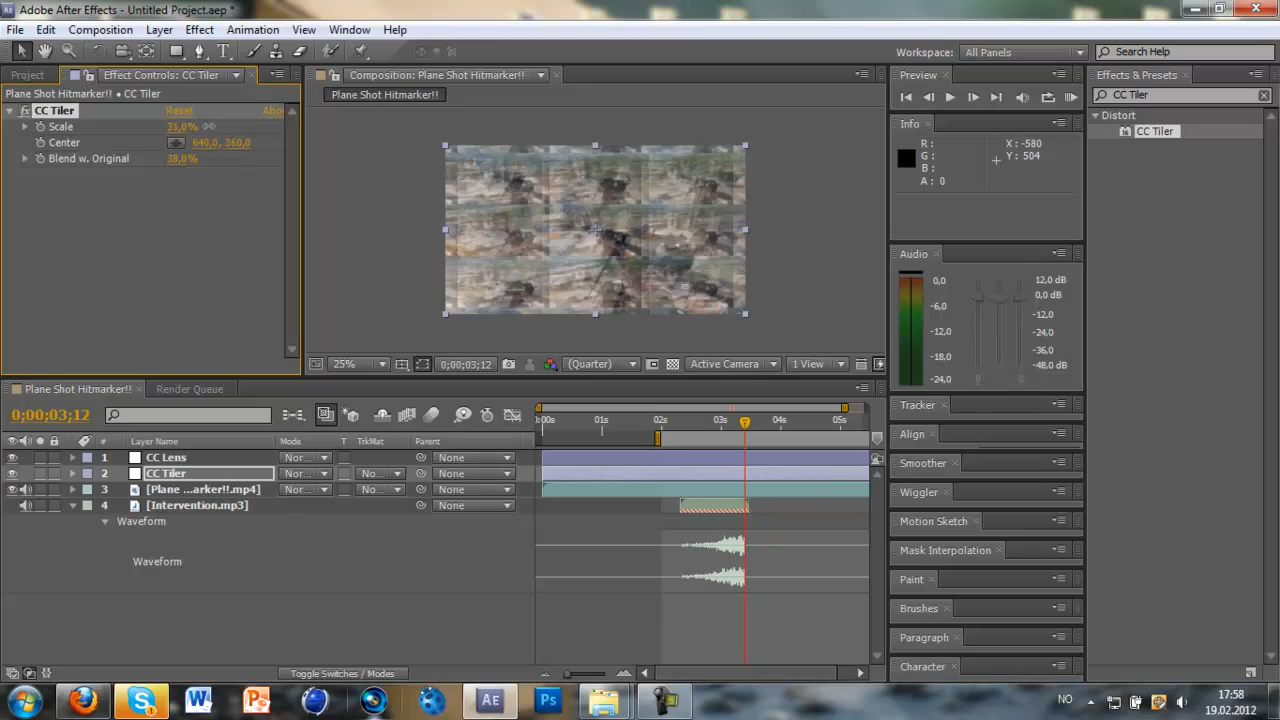 Adobe After Effects - Untitled Project.aep *
File Edit Composition Layer Effect Animation View Window Help
Workspace: All Panels Search Help
Project Effect Controls: CC Tiler
Plane Shot Hitmarker!! • CC Tiler
CC Tiler Reset Abo
Scale 31,0%
Center 640,0, 360,0
Blend w. Original 38,0%
Composition: Plane Shot Hitmarker!!
Plane Shot Hitmarker!!
25% 0;00;03;12 (Quarter) Active Camera 1 View
Preview
Info
R :
G :
B :
A : 0
X : -580
Y : 504
Audio
0,0
-6,0
-12,0
-18,0
-24,0
12,0 dB
0,0 dB
-12,0
-24,0
-36,0
-48,0 dB
Tracker
Align
Smoother
Wiggler
Motion Sketch
Mask Interpolation
Paint
Brushes
Paragraph
Character
Effects & Presets
CC Tiler
Distort
CC Tiler
Plane Shot Hitmarker!! Render Queue
0;00;03;12
0:00s 01s 02s 03s 04s 05s
# Layer Name Mode T TrkMat Parent
1 CC Lens Nor... None
2 CC Tiler Nor... No... None
3 [Plane ...arker!!.mp4] Nor... No... None
4 [Intervention.mp3] None
Waveform
Waveform
Toggle Switches / Modes
Ae Ps
NO 17:58
19.02.2012